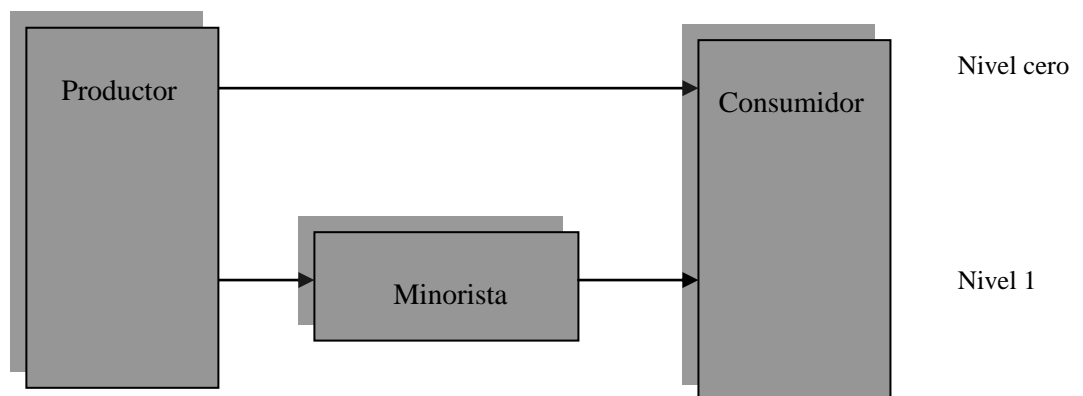 Nivel cero
Productor
Consumidor
Minorista
Nivel 1